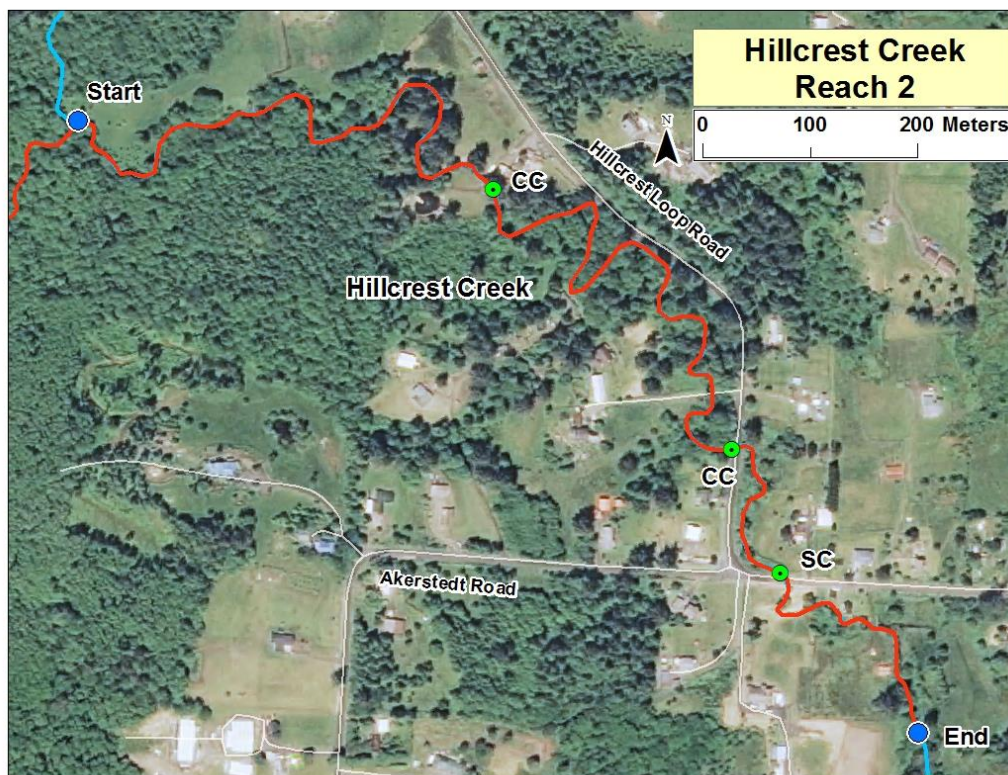 Hillcrest Creek
Reach 2
0 100 200 Meters
N
Start
CC
Hillcrest Loop Road
Hillcrest Creek
CC
SC
Akerstedt Road
End